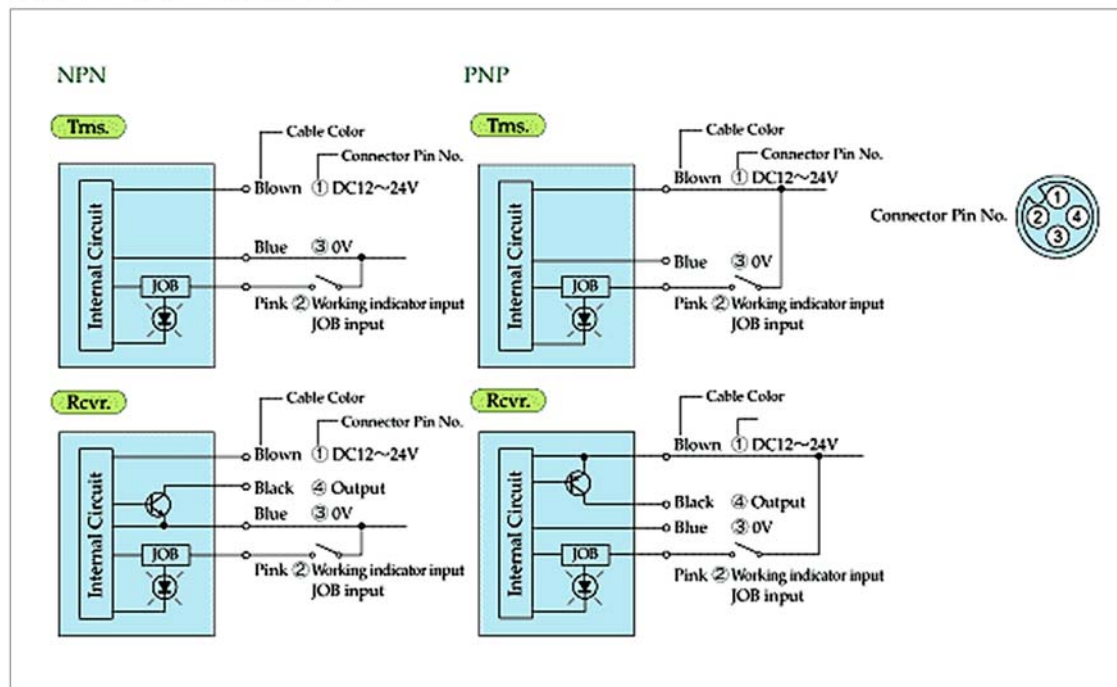 NPN
Trns.
Cable Color
Connector Pin No.
Blown ① DC12～24V
Blue ③ 0V
Pink ② Working indicator input
JOB input
Internal Circuit
JOB
PNP
Trns.
Cable Color
Connector Pin No.
Blown ① DC12～24V
Blue ③ 0V
Pink ② Working indicator input
JOB input
Internal Circuit
JOB
Connector Pin No.
①
② ④
③
Rcvr.
Cable Color
Connector Pin No.
Blown ① DC12～24V
Black ④ Output
Blue ③ 0V
Pink ② Working indicator input
JOB input
Internal Circuit
JOB
Rcvr.
Cable Color
Blown ① DC12～24V
Black ④ Output
Blue ③ 0V
Pink ② Working indicator input
JOB input
Internal Circuit
JOB